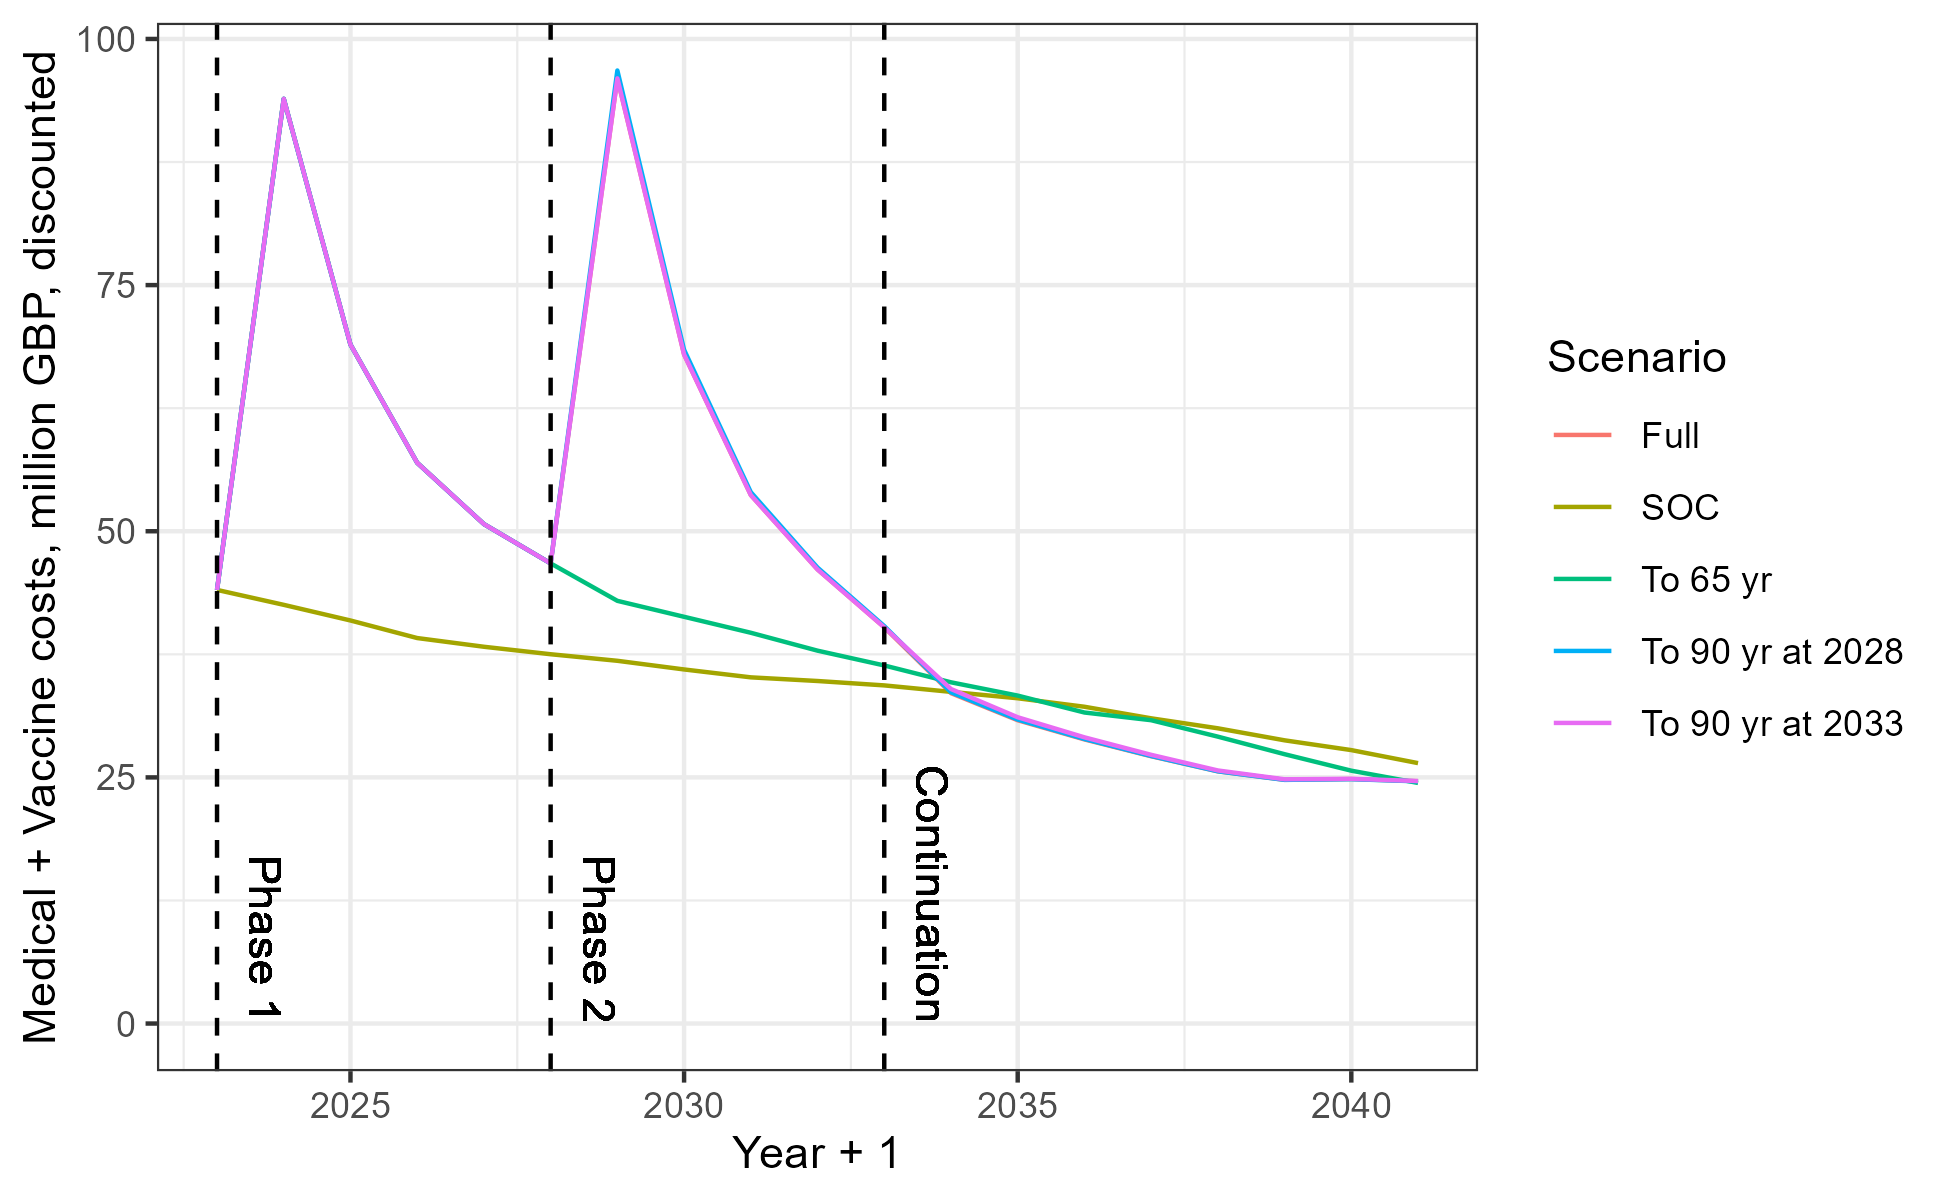 Medical + Vaccine costs, million GBP, discounted
100
75
50
25
0
Phase 1
Phase 2
Continuation
2025
2030
2035
2040
Year + 1
Scenario
Full
SOC
To 65 yr
To 90 yr at 2028
To 90 yr at 2033